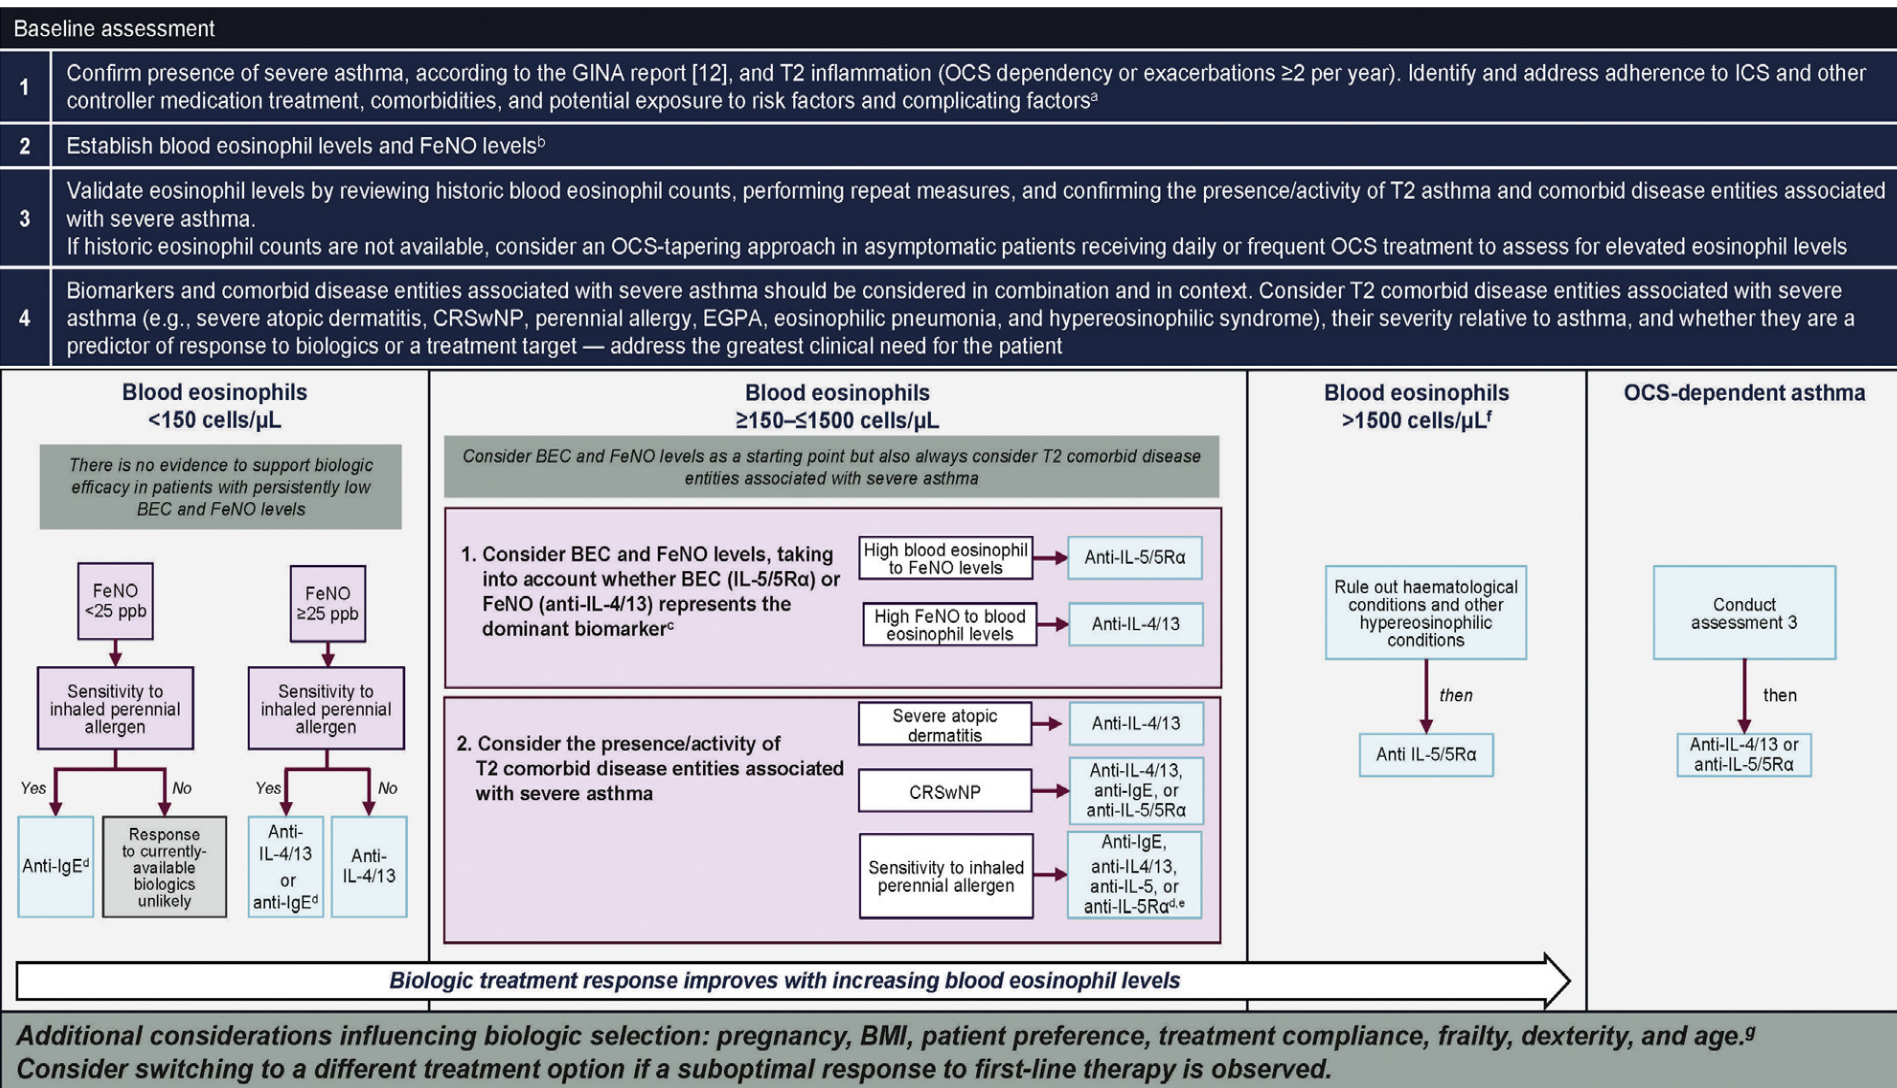 Baseline assessment
1
Confirm presence of severe asthma, according to the GINA report [12], and T2 inflammation (OCS dependency or exacerbations ≥2 per year). Identify and address adherence to ICS and other
controller medication treatment, comorbidities, and potential exposure to risk factors and complicating factorsᵃ
2
Establish blood eosinophil levels and FeNO levelsᵇ
3
Validate eosinophil levels by reviewing historic blood eosinophil counts, performing repeat measures, and confirming the presence/activity of T2 asthma and comorbid disease entities associated
with severe asthma.
If historic eosinophil counts are not available, consider an OCS-tapering approach in asymptomatic patients receiving daily or frequent OCS treatment to assess for elevated eosinophil levels
4
Biomarkers and comorbid disease entities associated with severe asthma should be considered in combination and in context. Consider T2 comorbid disease entities associated with severe
asthma (e.g., severe atopic dermatitis, CRSwNP, perennial allergy, EGPA, eosinophilic pneumonia, and hypereosinophilic syndrome), their severity relative to asthma, and whether they are a
predictor of response to biologics or a treatment target — address the greatest clinical need for the patient
Blood eosinophils
<150 cells/µL
There is no evidence to support biologic
efficacy in patients with persistently low
BEC and FeNO levels
FeNO
<25 ppb
FeNO
≥25 ppb
Sensitivity to
inhaled perennial
allergen
Sensitivity to
inhaled perennial
allergen
Yes
No
Yes
No
Anti-IgEᵈ
Response
to currently-
available
biologics
unlikely
Anti-
IL-4/13
or
anti-IgEᵈ
Anti-
IL-4/13
Blood eosinophils
≥150–≤1500 cells/µL
Consider BEC and FeNO levels as a starting point but also always consider T2 comorbid disease
entities associated with severe asthma
1. Consider BEC and FeNO levels, taking
into account whether BEC (IL-5/5Rα) or
FeNO (anti-IL-4/13) represents the
dominant biomarkerᶜ
High blood eosinophil
to FeNO levels
Anti-IL-5/5Rα
High FeNO to blood
eosinophil levels
Anti-IL-4/13
2. Consider the presence/activity of
T2 comorbid disease entities associated
with severe asthma
Severe atopic
dermatitis
Anti-IL-4/13
CRSwNP
Anti-IL-4/13,
anti-IgE, or
anti-IL-5/5Rα
Sensitivity to inhaled
perennial allergen
Anti-IgE,
anti-IL4/13,
anti-IL-5, or
anti-IL-5Rαᵈ,ᵉ
Blood eosinophils
>1500 cells/µLᶠ
Rule out haematological
conditions and other
hypereosinophilic
conditions
then
Anti IL-5/5Rα
OCS-dependent asthma
Conduct
assessment 3
then
Anti-IL-4/13 or
anti-IL-5/5Rα
Biologic treatment response improves with increasing blood eosinophil levels
Additional considerations influencing biologic selection: pregnancy, BMI, patient preference, treatment compliance, frailty, dexterity, and age.ᵍ
Consider switching to a different treatment option if a suboptimal response to first-line therapy is observed.